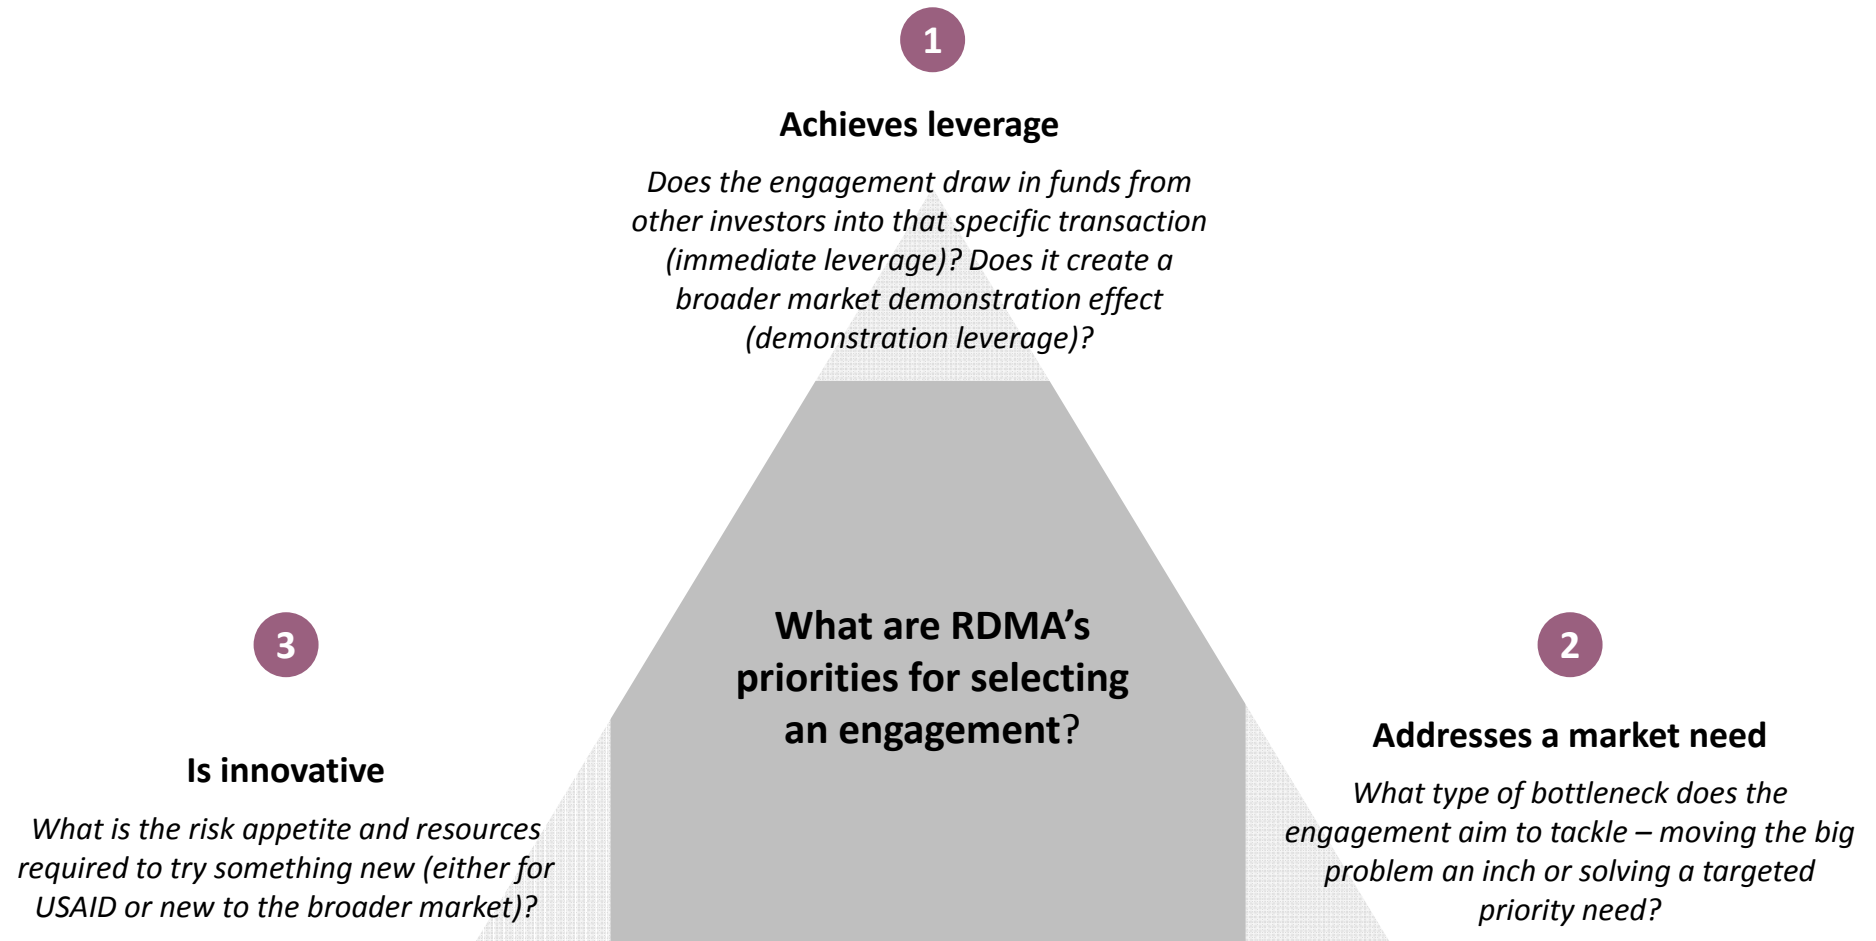 1
Achieves leverage
Does the engagement draw in funds from
other investors into that specific transaction
(immediate leverage)? Does it create a
broader market demonstration effect
(demonstration leverage)?
What are RDMA’s
priorities for selecting
an engagement?
2
Addresses a market need
What type of bottleneck does the
engagement aim to tackle – moving the big
problem an inch or solving a targeted
priority need?
3
Is innovative
What is the risk appetite and resources
required to try something new (either for
USAID or new to the broader market)?